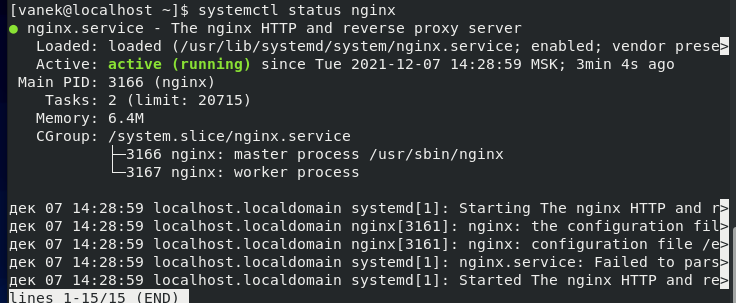 [vanek@localhost ~]$ systemctl status nginx
● nginx.service - The nginx HTTP and reverse proxy server
   Loaded: loaded (/usr/lib/systemd/system/nginx.service; enabled; vendor prese>
   Active: active (running) since Tue 2021-12-07 14:28:59 MSK; 3min 4s ago
 Main PID: 3166 (nginx)
    Tasks: 2 (limit: 20715)
   Memory: 6.4M
   CGroup: /system.slice/nginx.service
           ├─3166 nginx: master process /usr/sbin/nginx
           └─3167 nginx: worker process

дек 07 14:28:59 localhost.localdomain systemd[1]: Starting The nginx HTTP and r>
дек 07 14:28:59 localhost.localdomain nginx[3161]: nginx: the configuration fil>
дек 07 14:28:59 localhost.localdomain nginx[3161]: nginx: configuration file /e>
дек 07 14:28:59 localhost.localdomain systemd[1]: nginx.service: Failed to pars>
дек 07 14:28:59 localhost.localdomain systemd[1]: Started The nginx HTTP and re>
lines 1-15/15 (END)